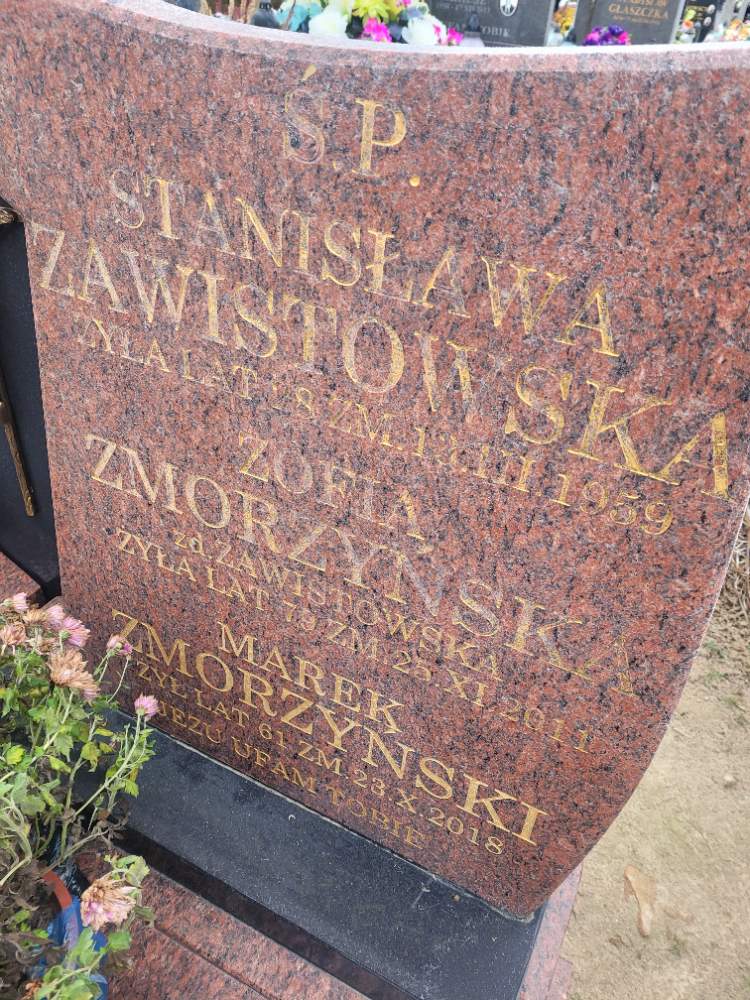 GŁASZCZKA
Ś.P.
STANISŁAWA
ZAWISTOWSKA
ŻYŁA LAT 78 ZM.12.III.1959
ZOFIA
ZMORZYŃSKA
zd. ZAWISTOWSKA
ŻYŁA LAT 79 ZM.25.XI.2011
MAREK
ZMORZYŃSKI
ŻYŁ LAT 61 ZM.23.X.2018
JEZU UFAM TOBIE